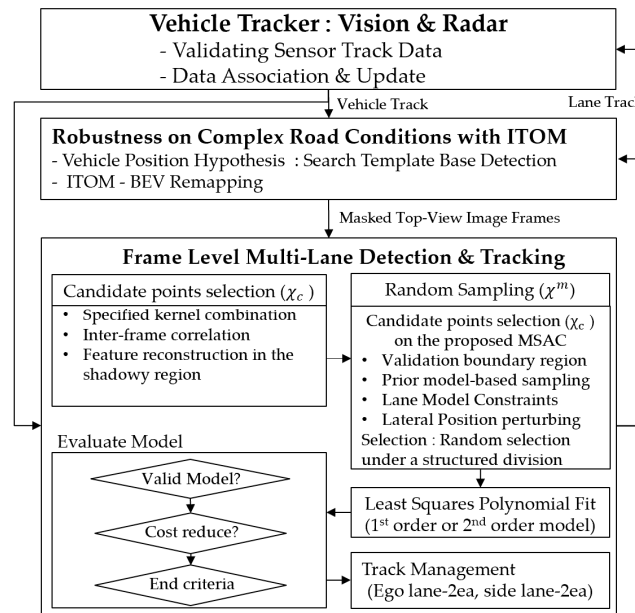 Vehicle Tracker : Vision & Radar
- Validating Sensor Track Data
- Data Association & Update
Vehicle Track
Lane Track
Robustness on Complex Road Conditions with ITOM
- Vehicle Position Hypothesis : Search Template Base Detection
- ITOM - BEV Remapping
Masked Top-View Image Frames
Frame Level Multi-Lane Detection & Tracking
Candidate points selection (χc )
• Specified kernel combination
• Inter-frame correlation
• Feature reconstruction in the
shadowy region
Random Sampling (χᵐ)
Candidate points selection (χc )
on the proposed MSAC
• Validation boundary region
• Prior model-based sampling
• Lane Model Constraints
• Lateral Position perturbing
Selection : Random selection
under a structured division
Evaluate Model
Valid Model?
Cost reduce?
End criteria
Least Squares Polynomial Fit
(1st order or 2nd order model)
Track Management
(Ego lane-2ea, side lane-2ea)